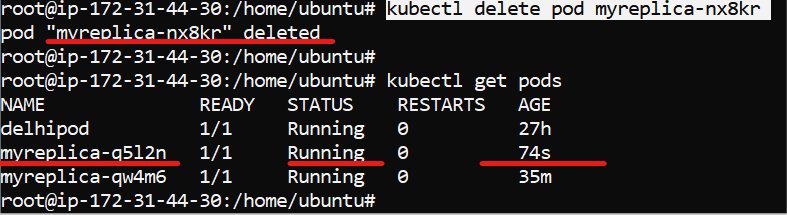 root@ip-172-31-44-30:/home/ubuntu# kubectl delete pod myreplica-nx8kr
pod "myreplica-nx8kr" deleted
root@ip-172-31-44-30:/home/ubuntu#
root@ip-172-31-44-30:/home/ubuntu# kubectl get pods
NAME READY STATUS RESTARTS AGE
delhipod 1/1 Running 0 27h
myreplica-q5l2n 1/1 Running 0 74s
myreplica-qw4m6 1/1 Running 0 35m
root@ip-172-31-44-30:/home/ubuntu#